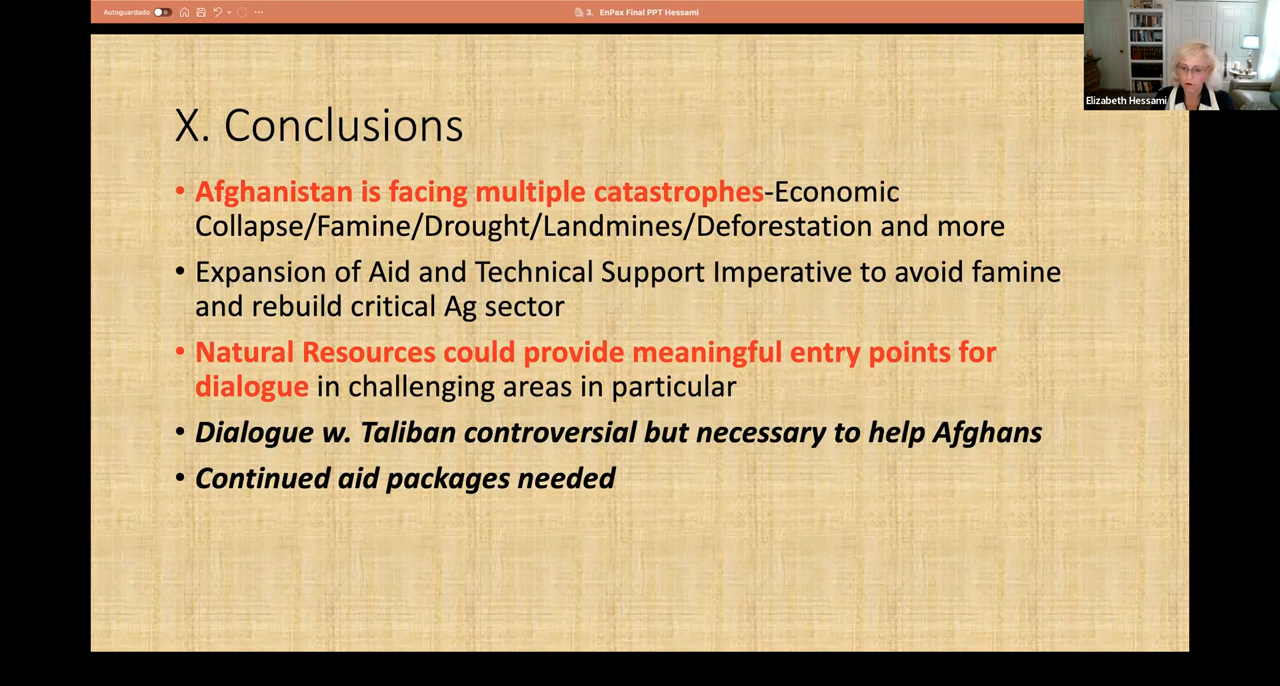 Autoguardado
3. EnPax Final PPT Hessami
Elizabeth Hessami
X. Conclusions
• Afghanistan is facing multiple catastrophes-Economic
Collapse/Famine/Drought/Landmines/Deforestation and more
• Expansion of Aid and Technical Support Imperative to avoid famine
and rebuild critical Ag sector
• Natural Resources could provide meaningful entry points for
dialogue in challenging areas in particular
• Dialogue w. Taliban controversial but necessary to help Afghans
• Continued aid packages needed